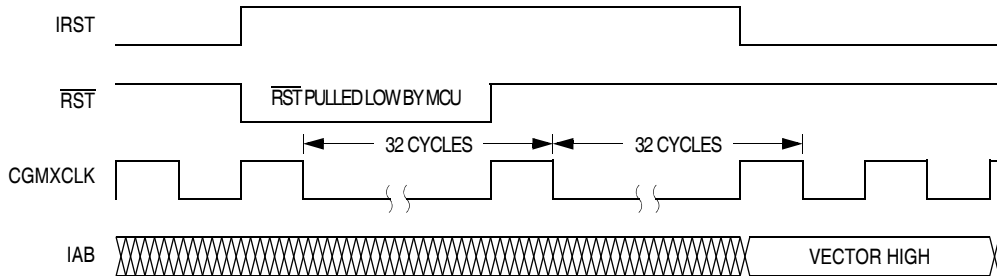 IRST
RST
RST PULLED LOW BY MCU
32 CYCLES
32 CYCLES
CGMXCLK
IAB
VECTOR HIGH